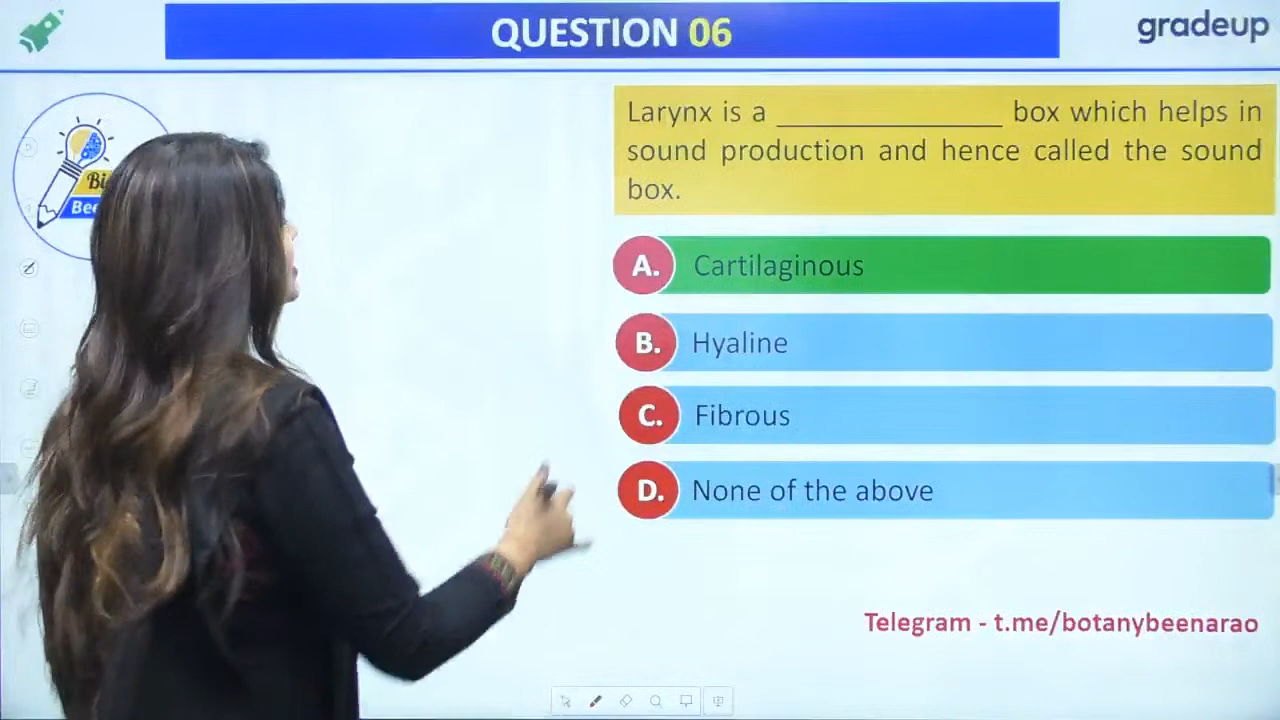 QUESTION 06
gradeup
Larynx is a ______________ box which helps in
sound production and hence called the sound
box.
A. Cartilaginous
B. Hyaline
C. Fibrous
D. None of the above
Telegram - t.me/botanybeenarao